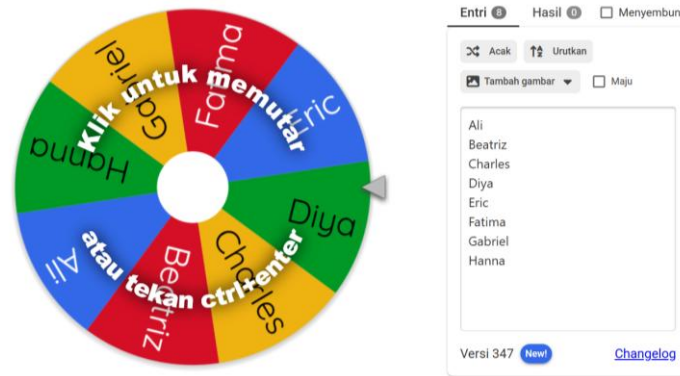 Klik untuk memutar
atau tekan ctrl+enter
Ali
Beatriz
Charles
Diya
Eric
Fatima
Gabriel
Hanna
Entri 8
Hasil 0
Menyembun
Acak
Urutkan
Tambah gambar
Maju
Ali
Beatriz
Charles
Diya
Eric
Fatima
Gabriel
Hanna
Versi 347 New! Changelog